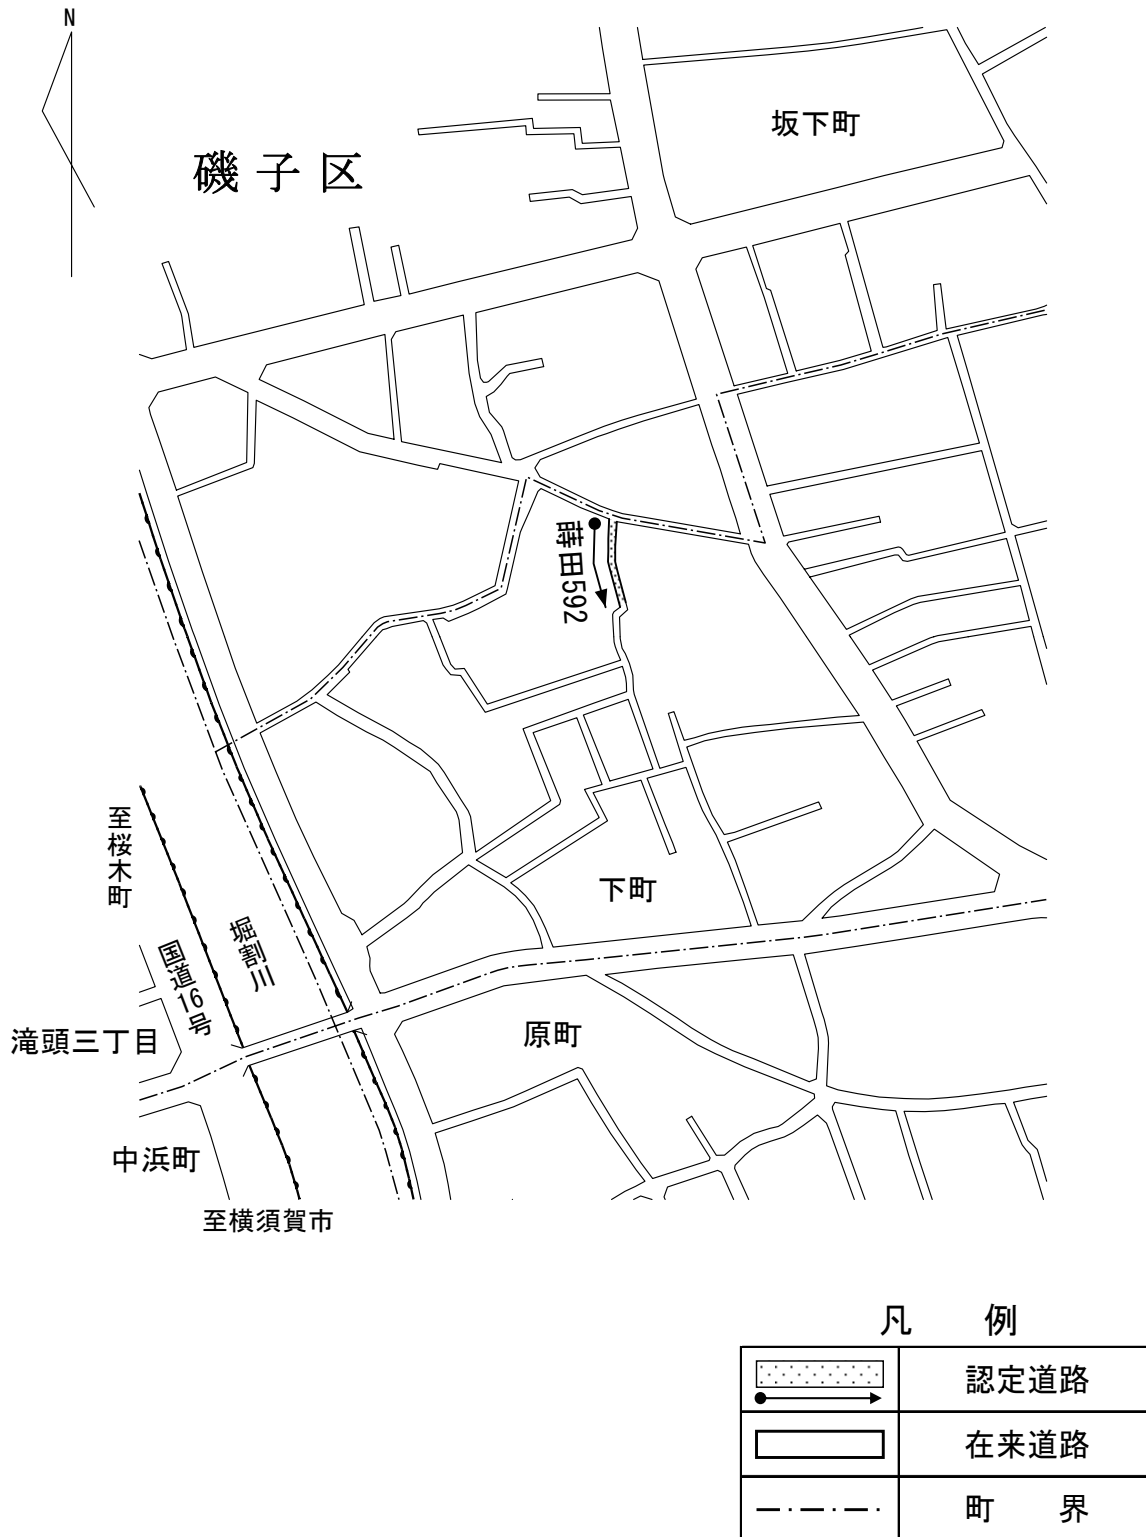 N
磯子区
坂下町
蒔田592
至桜木町
堀割川
国道16号
下町
原町
滝頭三丁目
中浜町
至横須賀市
凡 例
認定道路
在来道路
町 界